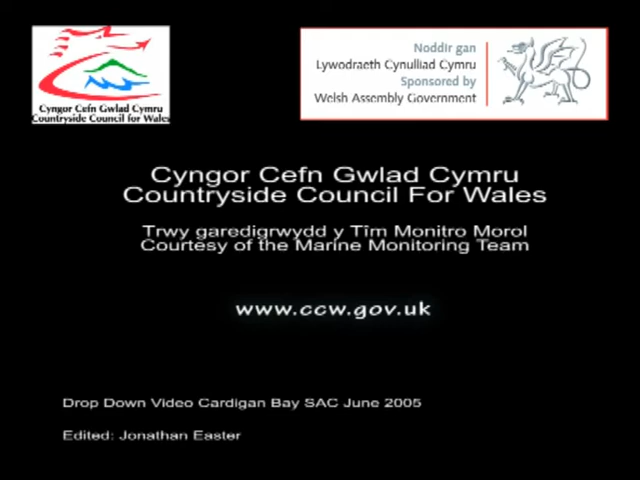 Cyngor Cefn Gwlad Cymru
Countryside Council for Wales
Noddir gan
Lywodraeth Cynulliad Cymru
Sponsored by
Welsh Assembly Government
Cyngor Cefn Gwlad Cymru
Countryside Council For Wales
Trwy garedigrwydd y Tîm Monitro Morol
Courtesy of the Marine Monitoring Team
www.ccw.gov.uk
Drop Down Video Cardigan Bay SAC June 2005
Edited: Jonathan Easter